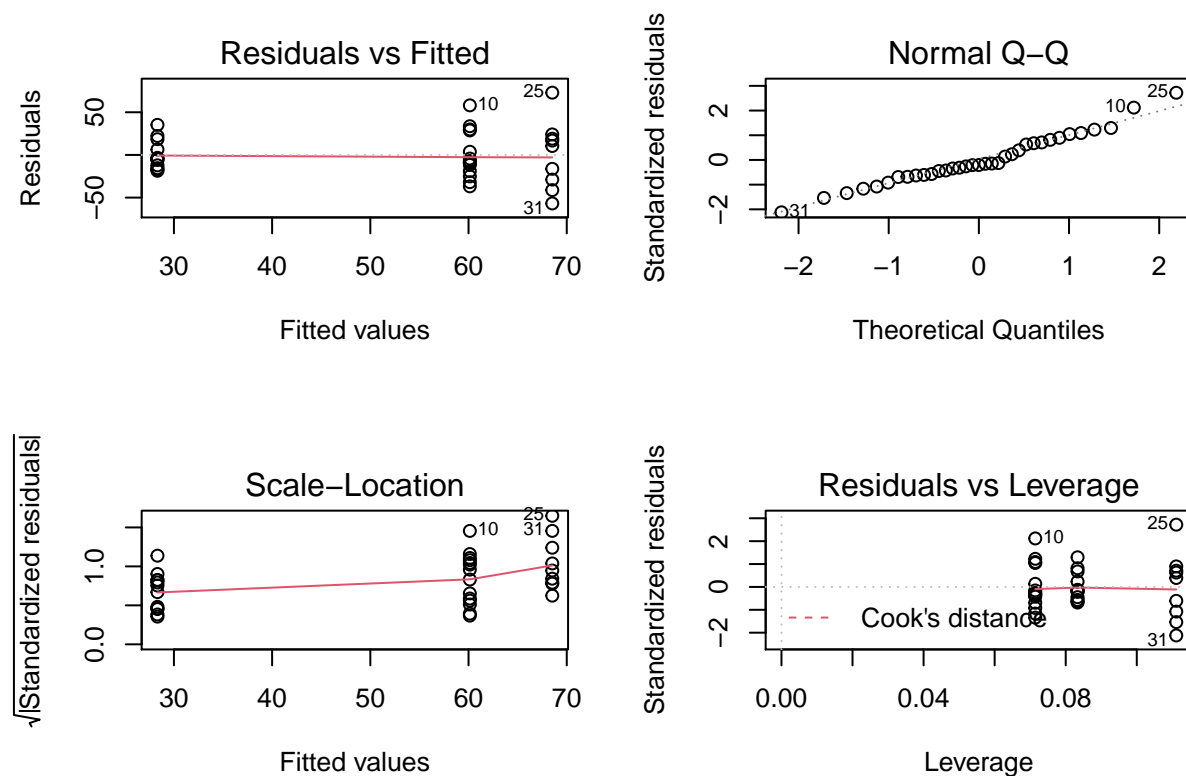 Residuals vs Fitted
Residuals
50
−50
10
25
31
30 40 50 60 70
Fitted values
Normal Q−Q
Standardized residuals
2
0
−2
10
25
31
−2 −1 0 1 2
Theoretical Quantiles
Scale−Location
√|Standardized residuals|
1.0
0.0
10
25
31
30 40 50 60 70
Fitted values
Residuals vs Leverage
Standardized residuals
2
0
−2
10
25
31
Cook's distance
0.00 0.04 0.08
Leverage